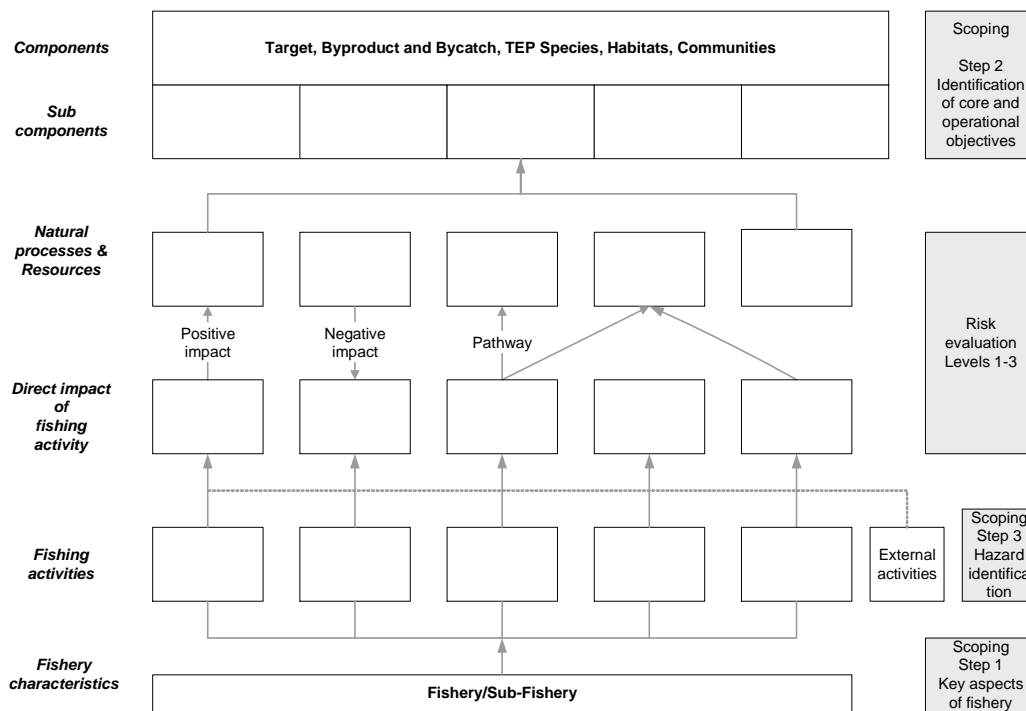 Components
Target, Byproduct and Bycatch, TEP Species, Habitats, Communities
Sub
components
Scoping
Step 2
Identification
of core and
operational
objectives
Natural
processes &
Resources
Positive
impact
Negative
impact
Pathway
Risk
evaluation
Levels 1-3
Direct impact
of
fishing
activity
Fishing
activities
External
activities
Scoping
Step 3
Hazard
identifica
tion
Fishery
characteristics
Fishery/Sub-Fishery
Scoping
Step 1
Key aspects
of fishery